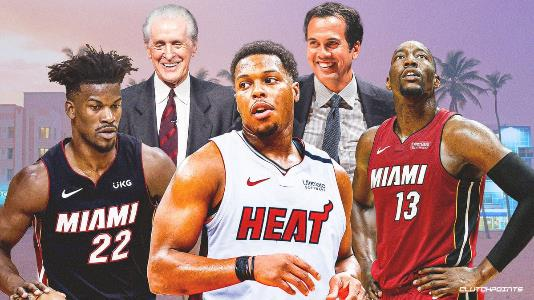 UKG
MIAMI
22
HEAT
MIAMI
13
CLUTCHPOINTS